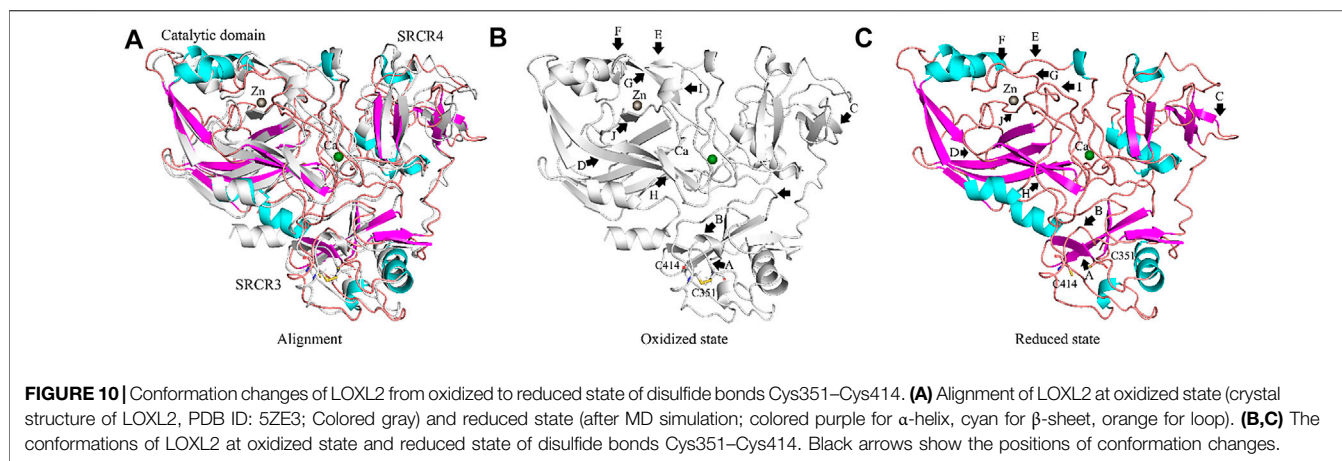 A
Catalytic domain
SRCR4
Zn
Ca
SRCR3
Alignment
B
F
E
G
I
Zn
C
J
D
Ca
H
B
C414
A
C351
Oxidized state
C
F
E
G
Zn
I
C
J
D
Ca
H
B
C351
A
C414
Reduced state
FIGURE 10 | Conformation changes of LOXL2 from oxidized to reduced state of disulfide bonds Cys351–Cys414. (A) Alignment of LOXL2 at oxidized state (crystal
structure of LOXL2, PDB ID: 5ZE3; Colored gray) and reduced state (after MD simulation; colored purple for α-helix, cyan for β-sheet, orange for loop). (B,C) The
conformations of LOXL2 at oxidized state and reduced state of disulfide bonds Cys351–Cys414. Black arrows show the positions of conformation changes.